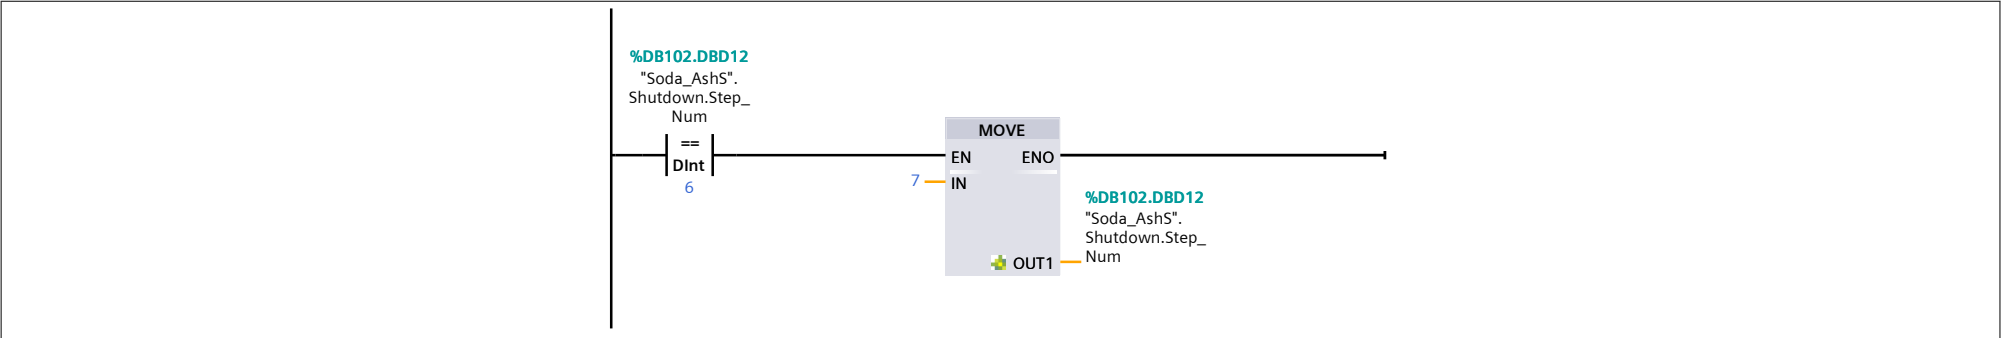 %DB102.DBD12
"Soda_AshS".
Shutdown.Step_
Num
==
DInt
6
MOVE
EN ENO
7 IN
OUT1
%DB102.DBD12
"Soda_AshS".
Shutdown.Step_
Num